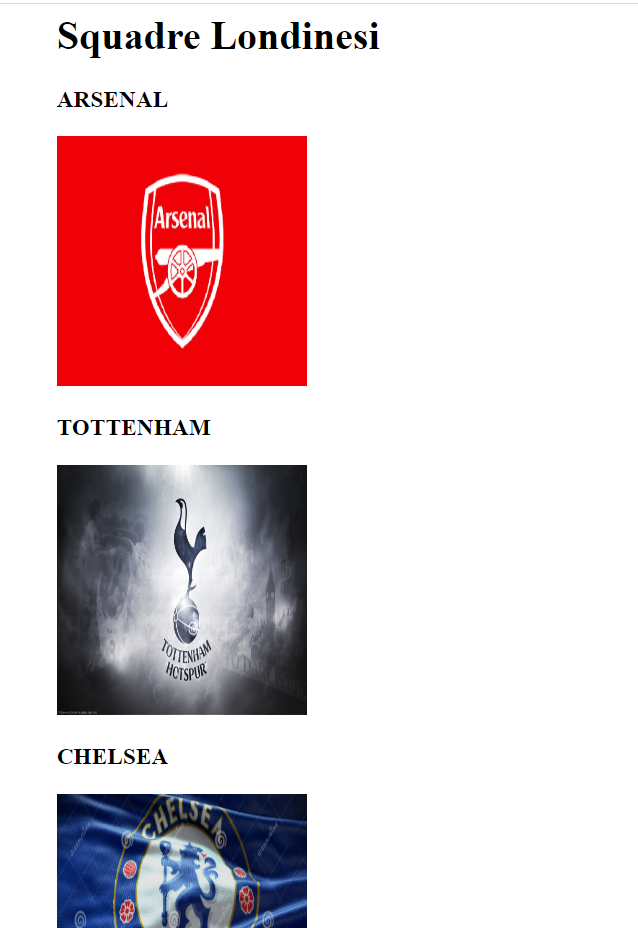 Squadre Londinesi
ARSENAL
Arsenal
TOTTENHAM
TOTTENHAM
HOTSPUR
CHELSEA
CHELSEA